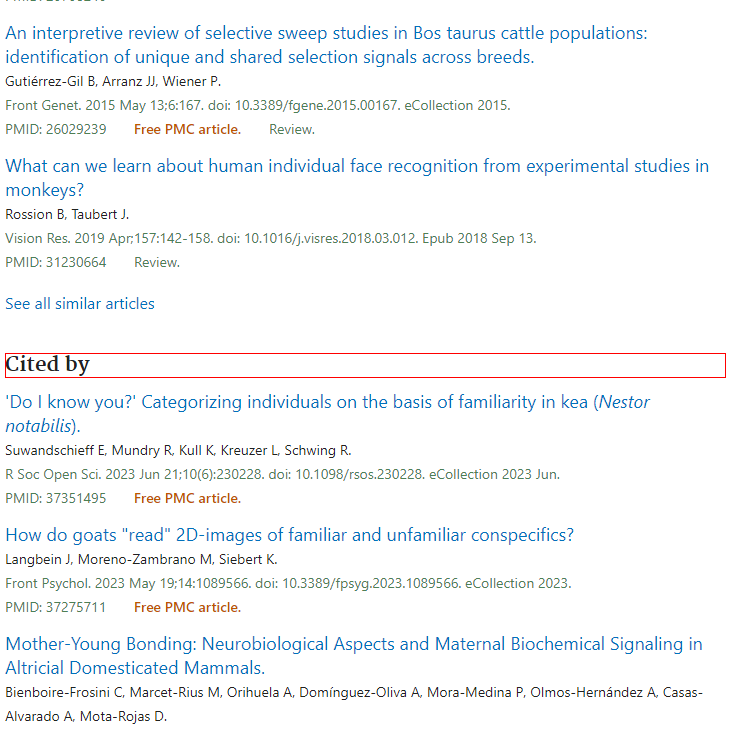 An interpretive review of selective sweep studies in Bos taurus cattle populations:
identification of unique and shared selection signals across breeds.
Gutiérrez-Gil B, Arranz JJ, Wiener P.
Front Genet. 2015 May 13;6:167. doi: 10.3389/fgene.2015.00167. eCollection 2015.
PMID: 26029239 Free PMC article. Review.
What can we learn about human individual face recognition from experimental studies in
monkeys?
Rossion B, Taubert J.
Vision Res. 2019 Apr;157:142-158. doi: 10.1016/j.visres.2018.03.012. Epub 2018 Sep 13.
PMID: 31230664 Review.
See all similar articles
Cited by
'Do I know you?' Categorizing individuals on the basis of familiarity in kea (Nestor
notabilis).
Suwandschieff E, Mundry R, Kull K, Kreuzer L, Schwing R.
R Soc Open Sci. 2023 Jun 21;10(6):230228. doi: 10.1098/rsos.230228. eCollection 2023 Jun.
PMID: 37351495 Free PMC article.
How do goats "read" 2D-images of familiar and unfamiliar conspecifics?
Langbein J, Moreno-Zambrano M, Siebert K.
Front Psychol. 2023 May 19;14:1089566. doi: 10.3389/fpsyg.2023.1089566. eCollection 2023.
PMID: 37275711 Free PMC article.
Mother-Young Bonding: Neurobiological Aspects and Maternal Biochemical Signaling in
Altricial Domesticated Mammals.
Bienboire-Frosini C, Marcet-Rius M, Orihuela A, Domínguez-Oliva A, Mora-Medina P, Olmos-Hernández A, Casas-
Alvarado A, Mota-Rojas D.